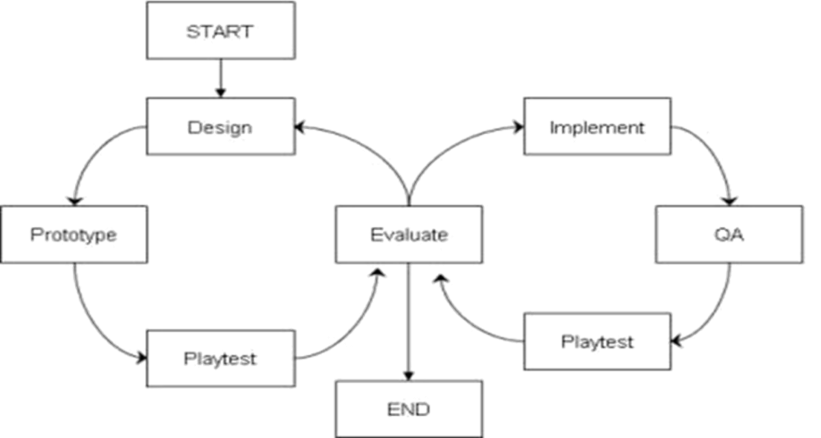 START
Design
Implement
Prototype
Evaluate
QA
Playtest
Playtest
END